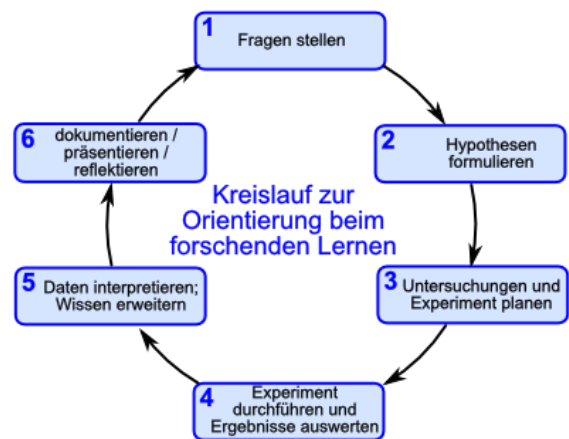 1
Fragen stellen
2
Hypothesen
formulieren
3
Untersuchungen und
Experiment planen
4
Experiment
durchführen und
Ergebnisse auswerten
5
Daten interpretieren;
Wissen erweitern
6
dokumentieren /
präsentieren /
reflektieren
Kreislauf zur
Orientierung beim
forschenden Lernen